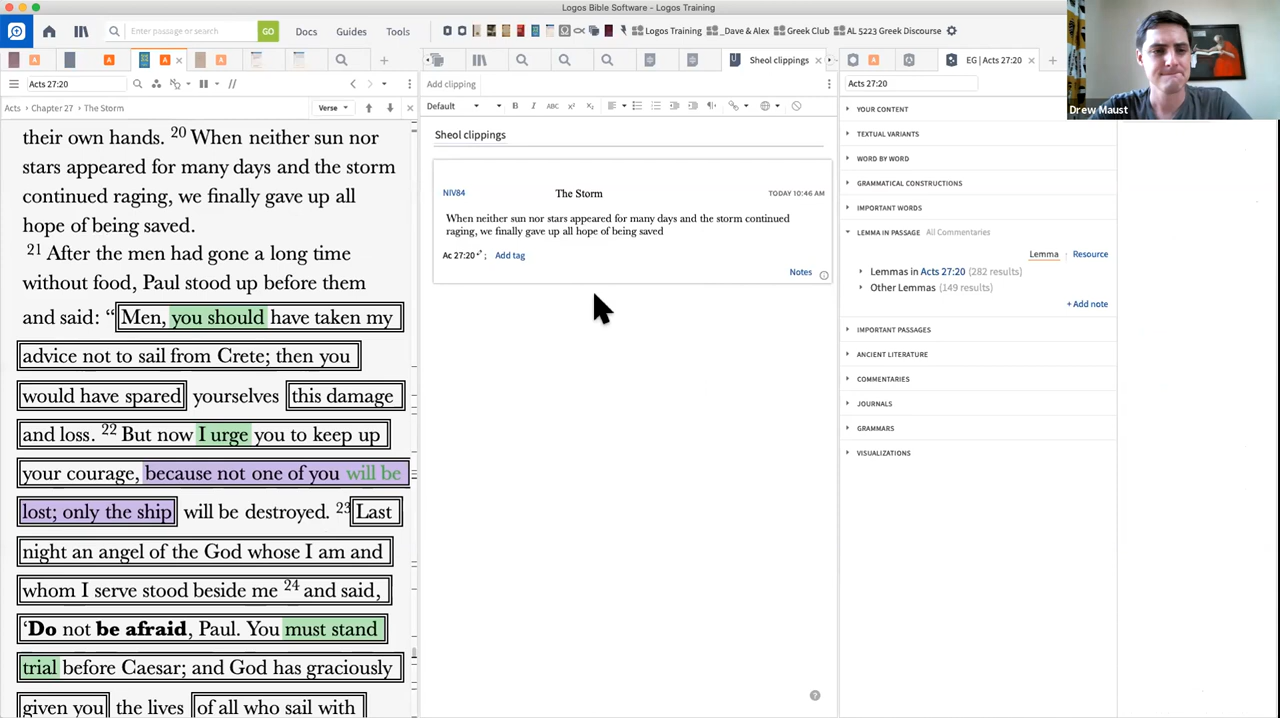 Logos Bible Software - Logos Training
Enter passage or search
GO
Docs
Guides
Tools
Logos Training
_Dave & Alex
Greek Club
AL 5223 Greek Discourse
A
A
A
A
Sheol clippings
A
EG | Acts 27:20
Acts 27:20
Add clipping
Acts 27:20
Drew Maust
Acts > Chapter 27 > The Storm
Verse
Default
B I ABC x² x₂
their own hands. 20 When neither sun nor
stars appeared for many days and the storm
continued raging, we finally gave up all
hope of being saved.
21 After the men had gone a long time
without food, Paul stood up before them
and said: “Men, you should have taken my
advice not to sail from Crete; then you
would have spared yourselves this damage
and loss. 22 But now I urge you to keep up
your courage, because not one of you will be
lost; only the ship will be destroyed. 23 Last
night an angel of the God whose I am and
whom I serve stood beside me 24 and said,
‘Do not be afraid, Paul. You must stand
trial before Caesar; and God has graciously
given you the lives of all who sail with
Sheol clippings
NIV84
The Storm
TODAY 10:46 AM
When neither sun nor stars appeared for many days and the storm continued
raging, we finally gave up all hope of being saved
Ac 27:20 ;
Add tag
Notes
YOUR CONTENT
TEXTUAL VARIANTS
WORD BY WORD
GRAMMATICAL CONSTRUCTIONS
IMPORTANT WORDS
LEMMA IN PASSAGE All Commentaries
Lemma Resource
Lemmas in Acts 27:20 (282 results)
Other Lemmas (149 results)
+ Add note
IMPORTANT PASSAGES
ANCIENT LITERATURE
COMMENTARIES
JOURNALS
GRAMMARS
VISUALIZATIONS